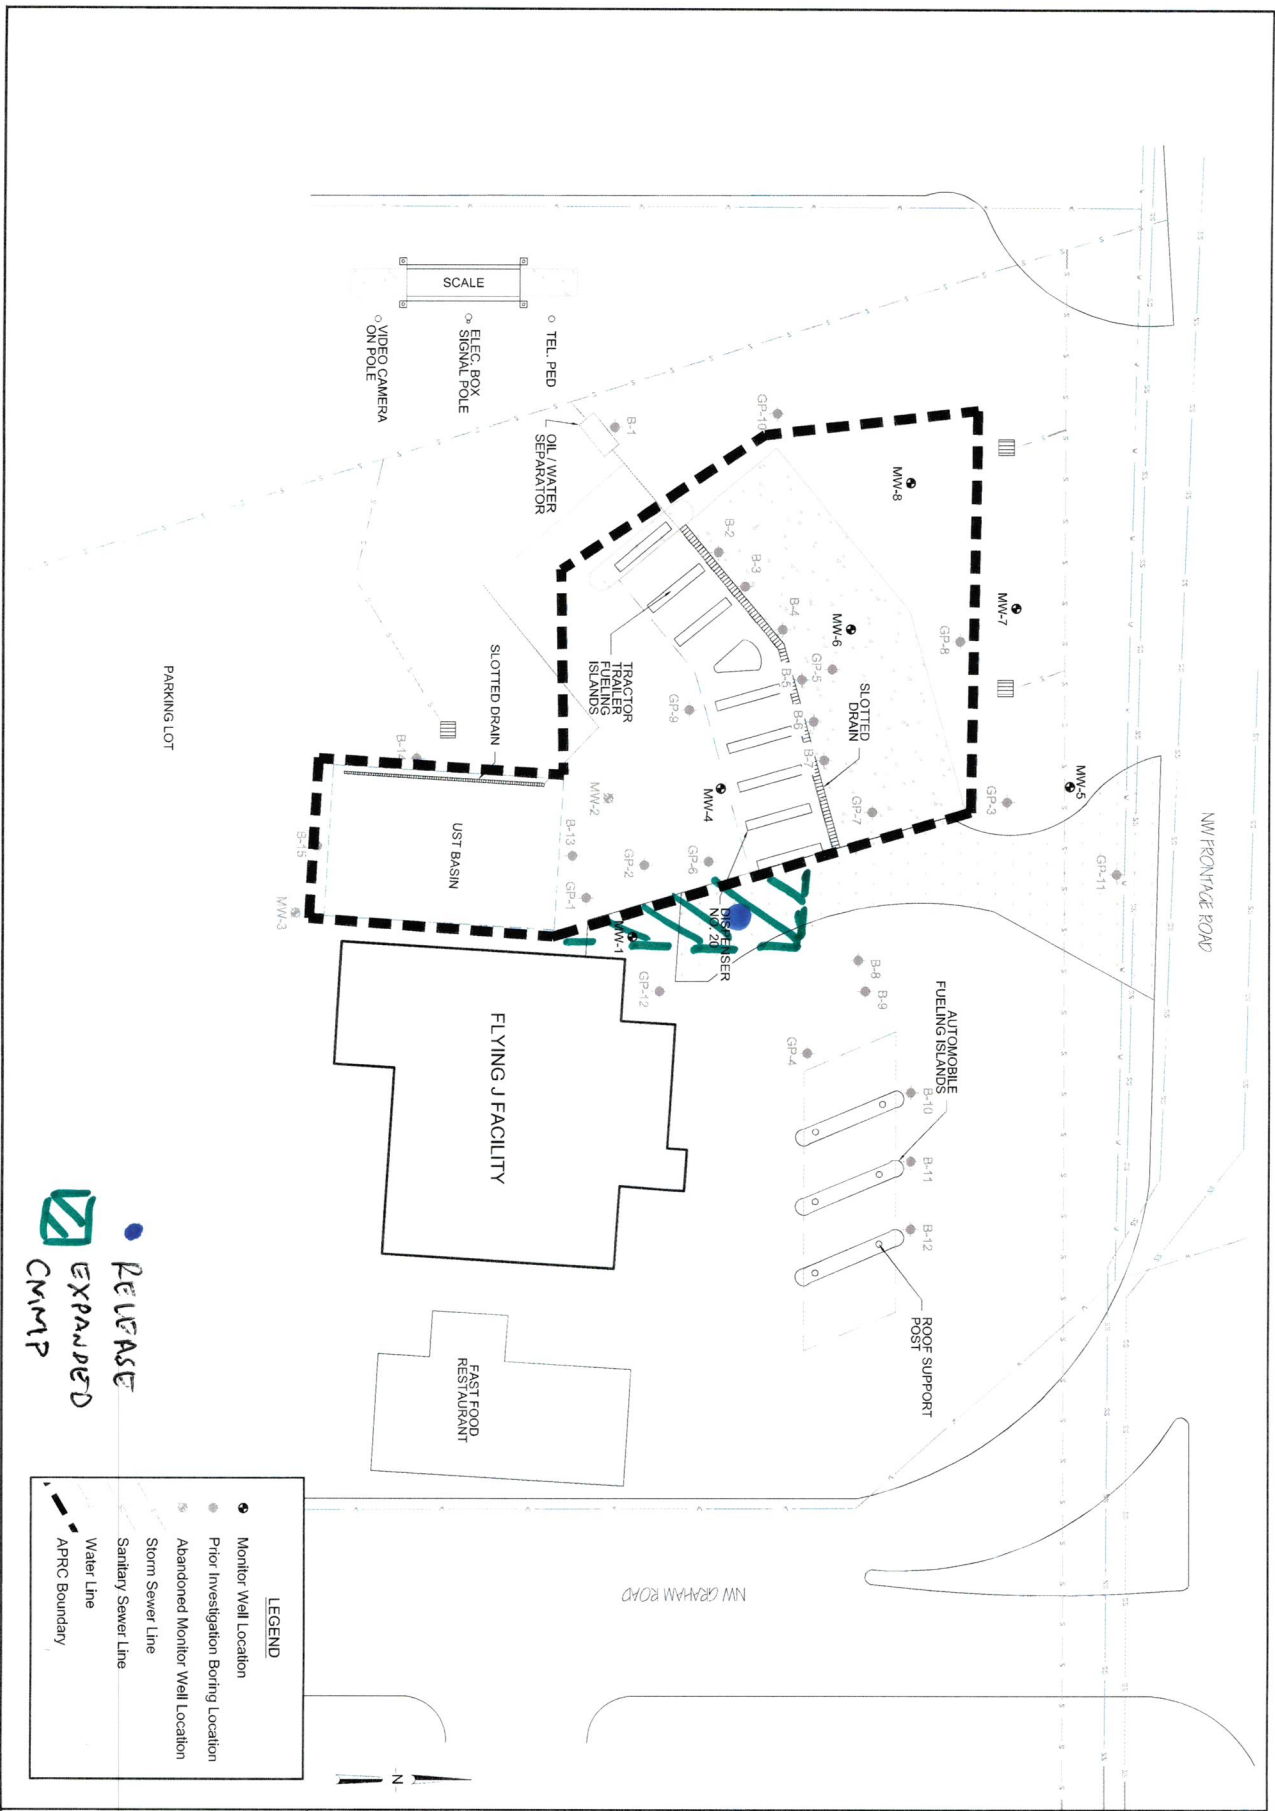 NW FRONTAGE ROAD
SCALE
TEL. PED
ELEC. BOX
SIGNAL POLE
VIDEO CAMERA
ON POLE
OIL / WATER
SEPARATOR
B-1
GP-10
MW-8
MW-7
GP-8
MW-6
B-2
B-3
B-4
B-5
GP-5
B-6
B-7
SLOTTED
DRAIN
GP-7
GP-3
MW-5
GP-11
TRACTOR
TRAILER
FUELING
ISLANDS
GP-9
MW-4
SLOTTED DRAIN
PARKING LOT
B-14
MW-2
B-13
GP-2
GP-6
GP-1
UST BASIN
B-15
MW-3
MW-1
DISPENSER
NO. 20
GP-12
B-8
B-9
GP-4
AUTOMOBILE
FUELING ISLANDS
B-10
B-11
B-12
ROOF SUPPORT
POST
FLYING J FACILITY
FAST FOOD
RESTAURANT
NW GRAHAM ROAD
RELEASE
EXPANDED
CMMP
LEGEND
Monitor Well Location
Prior Investigation Boring Location
Abandoned Monitor Well Location
Storm Sewer Line
Sanitary Sewer Line
Water Line
APRC Boundary
N